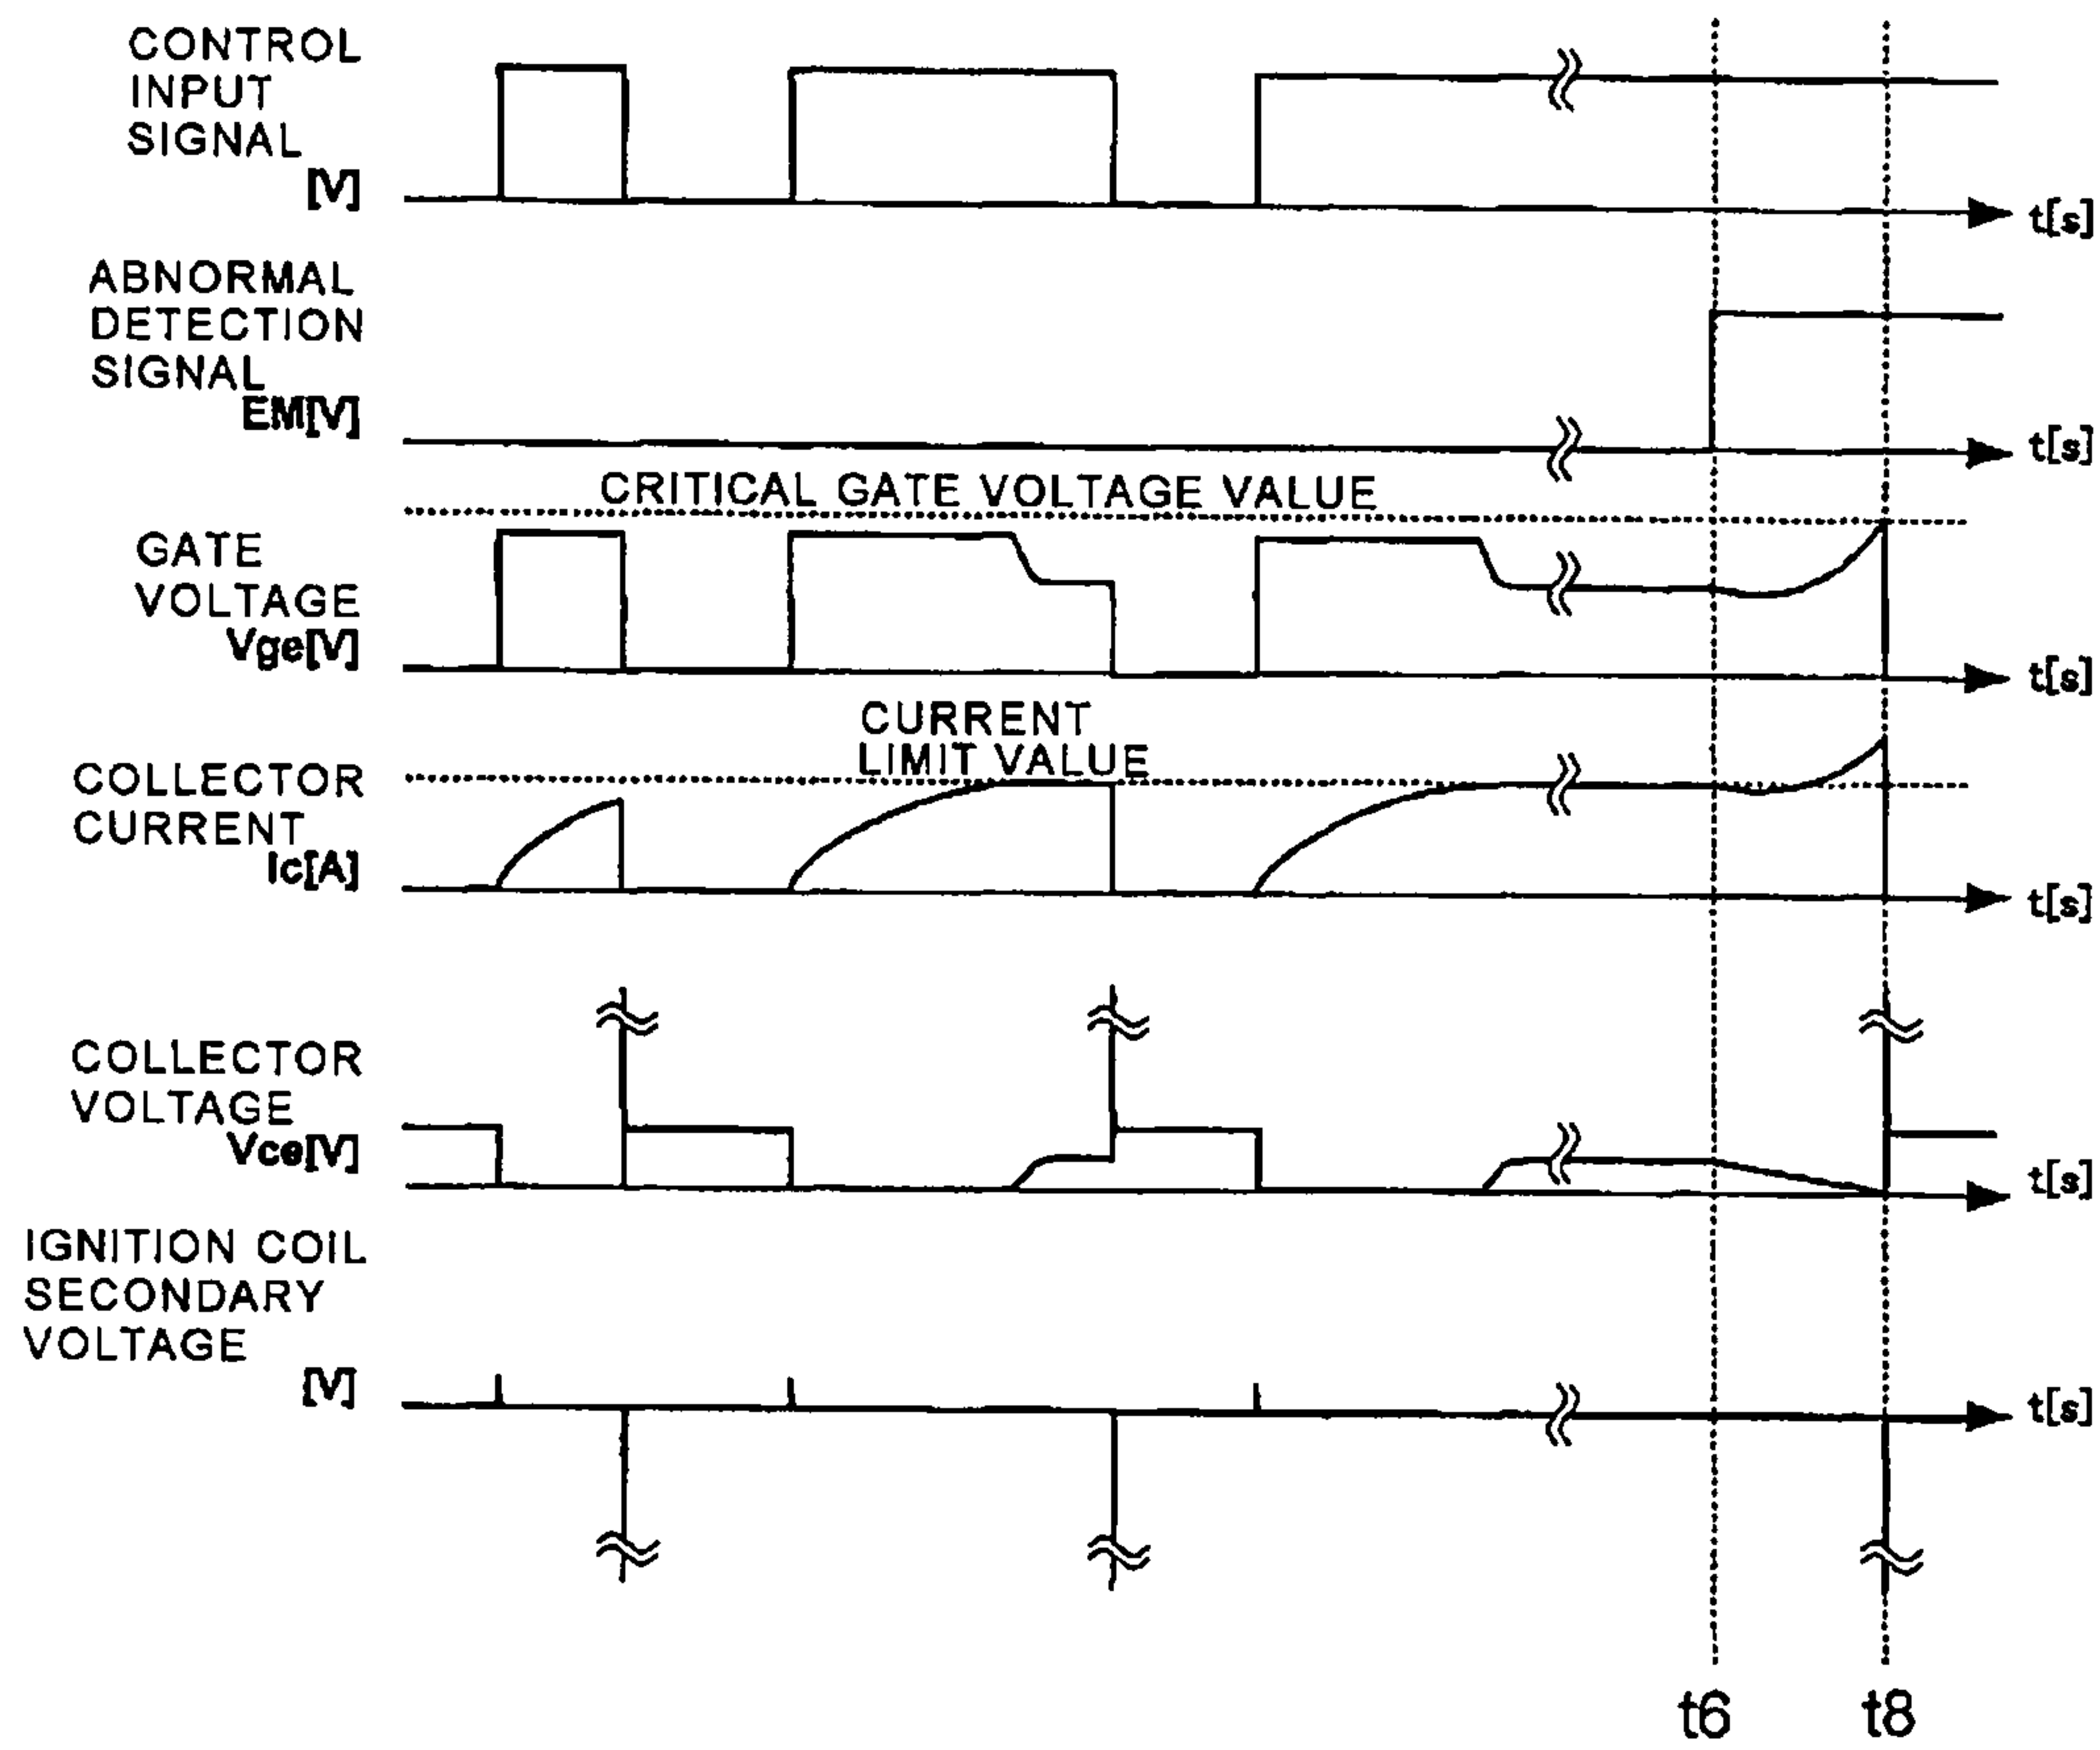 CONTROL
INPUT
SIGNAL
[V]
t[s]
ABNORMAL
DETECTION
SIGNAL
EM[V]
t[s]
CRITICAL GATE VOLTAGE VALUE
GATE
VOLTAGE
Vge[V]
t[s]
CURRENT
LIMIT VALUE
COLLECTOR
CURRENT
Ic[A]
t[s]
COLLECTOR
VOLTAGE
Vce[V]
t[s]
IGNITION COIL
SECONDARY
VOLTAGE
[V]
t[s]
t6
t8